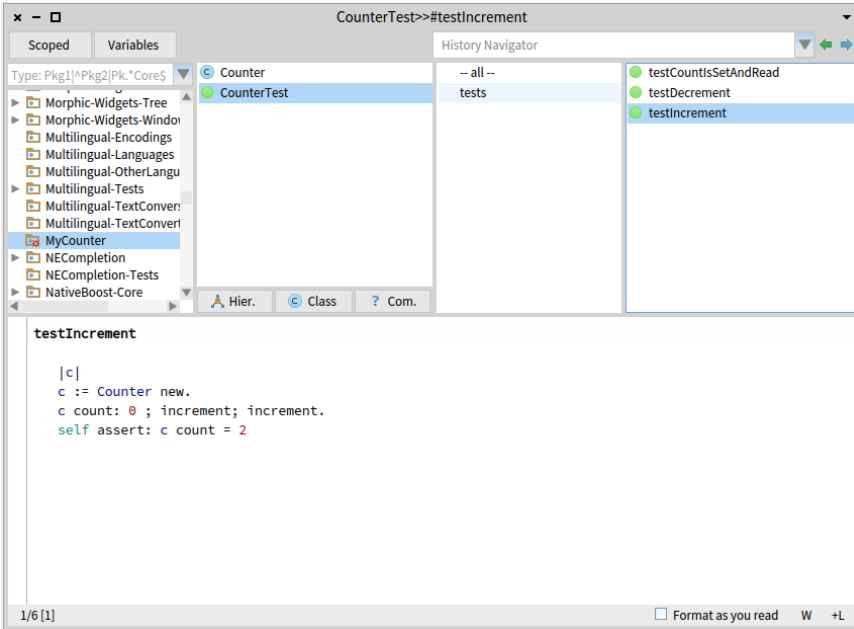 CounterTest>>#testIncrement
Scoped
Variables
History Navigator
Type: Pkg1|^Pkg2|Pk.*Core$
Morphic-Widgets-Tree
Morphic-Widgets-Window
Multilingual-Encodings
Multilingual-Languages
Multilingual-OtherLangu
Multilingual-Tests
Multilingual-TextConvers
Multilingual-TextConvert
MyCounter
NECompletion
NECompletion-Tests
NativeBoost-Core
Counter
CounterTest
Hier.
Class
? Com.
-- all --
tests
testCountIsSetAndRead
testDecrement
testIncrement
testIncrement
|c|
c := Counter new.
c count: 0 ; increment; increment.
self assert: c count = 2
1/6 [1]
Format as you read
W
+L